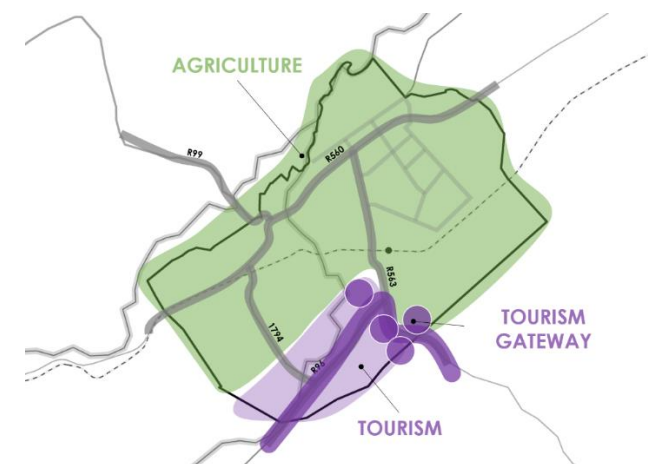 AGRICULTURE
R99
R560
R563
TOURISM
GATEWAY
1794
R96
TOURISM